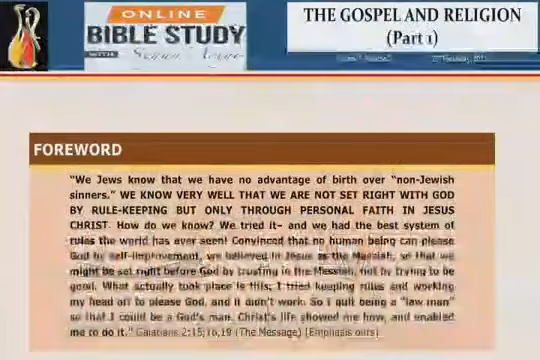 ONLINE
BIBLE STUDY
WITH
THE GOSPEL AND RELIGION
(Part 1)
FOREWORD
"We Jews know that we have no advantage of birth over "non-Jewish
sinners." WE KNOW VERY WELL THAT WE ARE NOT SET RIGHT WITH GOD
BY RULE-KEEPING BUT ONLY THROUGH PERSONAL FAITH IN JESUS
CHRIST. How do we know? We tried it- and we had the best system of
rules the world has ever seen! Convinced that no human being can please
God by self-improvement, we believed in Jesus as the Messiah, so that we
might be set right before God by trusting in the Messiah, not by trying to be
good. What actually took place is this; I tried keeping rules and working
my head off to please God, and it didn't work. So I quit being a "law man"
so that I could be a God's man. Christ's life showed me how, and enabled
me to do it." Galatians 2:15;16,19 (The Message) [Emphasis ours]